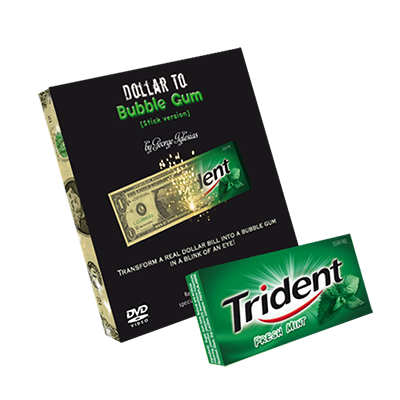 DOLLAR TO
Bubble Gum
[Stick version]
by George Iglesias
dent
TRANSFORM A REAL DOLLAR BILL INTO A BUBBLE GUM
IN A BLINK OF AN EYE!
DVD
VIDEO
Trident
FRESH MINT